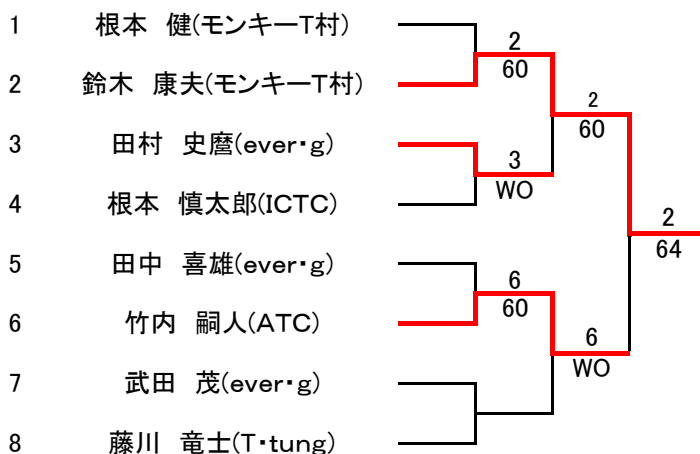 1 根本 健(モンキーT村)
2
60
2 鈴木 康夫(モンキーT村)
2
60
3 田村 史麿(ever・g)
3
WO
4 根本 慎太郎(ICTC)
2
64
5 田中 喜雄(ever・g)
6
60
6 竹内 嗣人(ATC)
6
WO
7 武田 茂(ever・g)
8 藤川 竜士(T・tung)